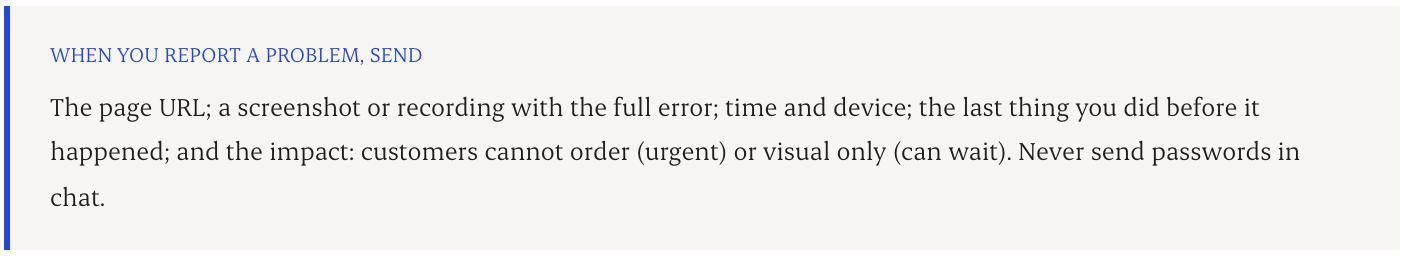 WHEN YOU REPORT A PROBLEM, SEND
The page URL; a screenshot or recording with the full error; time and device; the last thing you did before it
happened; and the impact: customers cannot order (urgent) or visual only (can wait). Never send passwords in
chat.